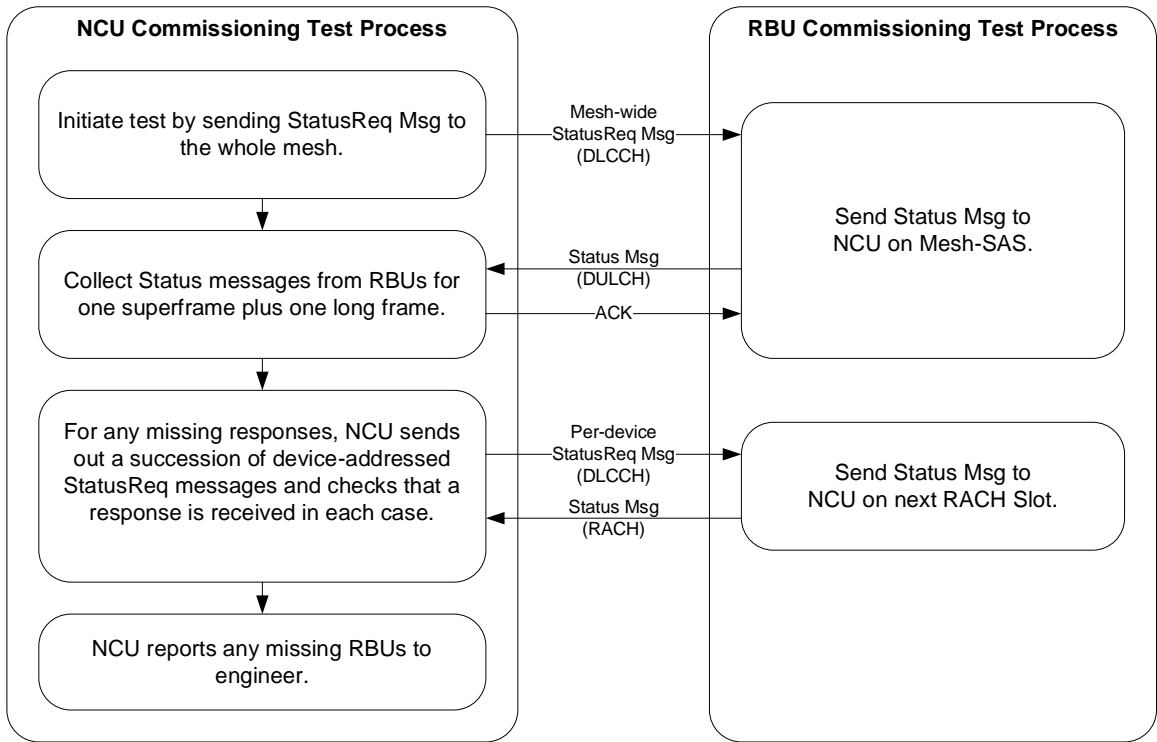 NCU Commissioning Test Process
Initiate test by sending StatusReq Msg to
the whole mesh.
Collect Status messages from RBUs for
one superframe plus one long frame.
For any missing responses, NCU sends
out a succession of device-addressed
StatusReq messages and checks that a
response is received in each case.
NCU reports any missing RBUs to
engineer.
Mesh-wide
StatusReq Msg
(DLCCH)
Status Msg
(DULCH)
ACK
Per-device
StatusReq Msg
(DLCCH)
Status Msg
(RACH)
RBU Commissioning Test Process
Send Status Msg to
NCU on Mesh-SAS.
Send Status Msg to
NCU on next RACH Slot.